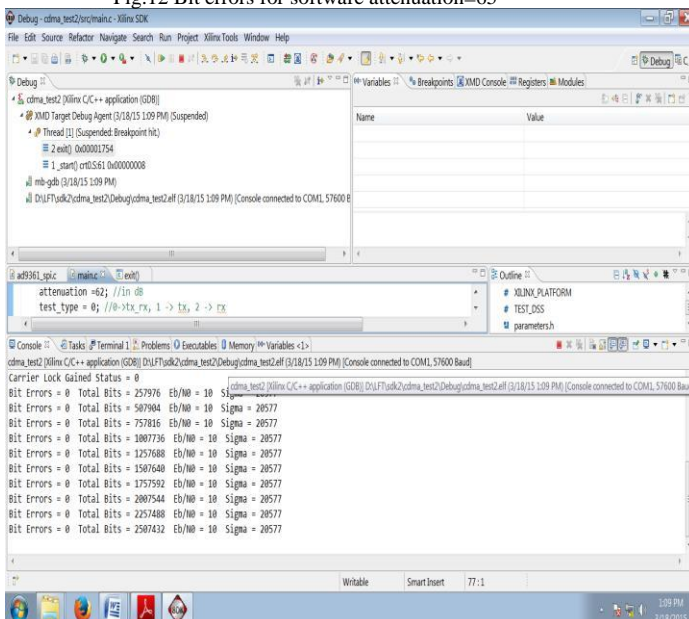 Fig.12 Bit errors for software attenuation=65
Debug - cdma_test2/src/main.c - Xilinx SDK
File Edit Source Refactor Navigate Search Run Project Xilinx Tools Window Help
Debug
Debug
Variables Breakpoints XMD Console Registers Modules
cdma_test2 [Xilinx C/C++ application (GDB)]
XMD Target Debug Agent (3/18/15 1:09 PM) (Suspended)
Thread [1] (Suspended: Breakpoint hit.)
2 exit() 0x00001754
1 _start() crt0.S:61 0x00000008
mb-gdb (3/18/15 1:09 PM)
D:\LFT\sdk2\cdma_test2\Debug\cdma_test2.elf (3/18/15 1:09 PM) [Console connected to COM1, 57600 B
Name Value
ad9361_spi.c main.c exit()
attenuation =62; //in dB
test_type = 0; //0->tx_rx, 1 -> tx, 2 -> rx
Outline
XILINX_PLATFORM
TEST_DSS
parameters.h
Console Tasks Terminal 1 Problems Executables Memory Variables <1>
cdma_test2 [Xilinx C/C++ application (GDB)] D:\LFT\sdk2\cdma_test2\Debug\cdma_test2.elf (3/18/15 1:09 PM) [Console connected to COM1, 57600 Baud]
Carrier Lock Gained Status = 0
cdma_test2 [Xilinx C/C++ application (GDB)] D:\LFT\sdk2\cdma_test2\Debug\cdma_test2.elf (3/18/15 1:09 PM) [Console connected to COM1, 57600 Bau
Bit Errors = 0 Total Bits = 257976 Eb/N0 = 10 Sigma = 20577
Bit Errors = 0 Total Bits = 507904 Eb/N0 = 10 Sigma = 20577
Bit Errors = 0 Total Bits = 757816 Eb/N0 = 10 Sigma = 20577
Bit Errors = 0 Total Bits = 1007736 Eb/N0 = 10 Sigma = 20577
Bit Errors = 0 Total Bits = 1257688 Eb/N0 = 10 Sigma = 20577
Bit Errors = 0 Total Bits = 1507640 Eb/N0 = 10 Sigma = 20577
Bit Errors = 0 Total Bits = 1757592 Eb/N0 = 10 Sigma = 20577
Bit Errors = 0 Total Bits = 2007544 Eb/N0 = 10 Sigma = 20577
Bit Errors = 0 Total Bits = 2257488 Eb/N0 = 10 Sigma = 20577
Bit Errors = 0 Total Bits = 2507432 Eb/N0 = 10 Sigma = 20577
Writable Smart Insert 77:1
SDK
1:09 PM
3/18/2015